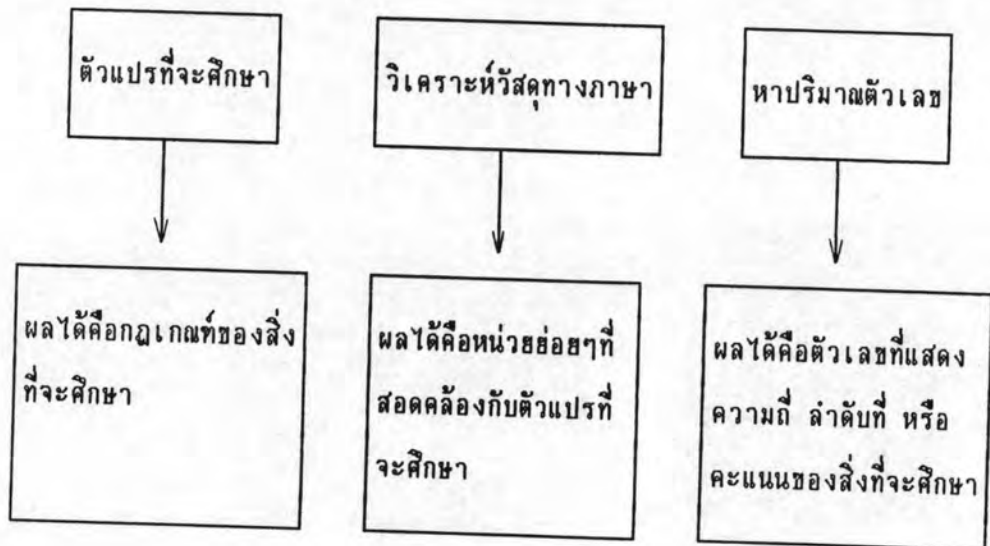 ตัวแปรที่จะศึกษา
วิเคราะห์วัสดุทางภาษา
หาปริมาณตัวเลข
ผลได้คือกฎเกณฑ์ของสิ่ง
ที่จะศึกษา
ผลได้คือหน่วยย่อยๆที่
สอดคล้องกับตัวแปรที่
จะศึกษา
ผลได้คือตัวเลขที่แสดง
ความถี่ ลำดับที่ หรือ
คะแนนของสิ่งที่จะศึกษา